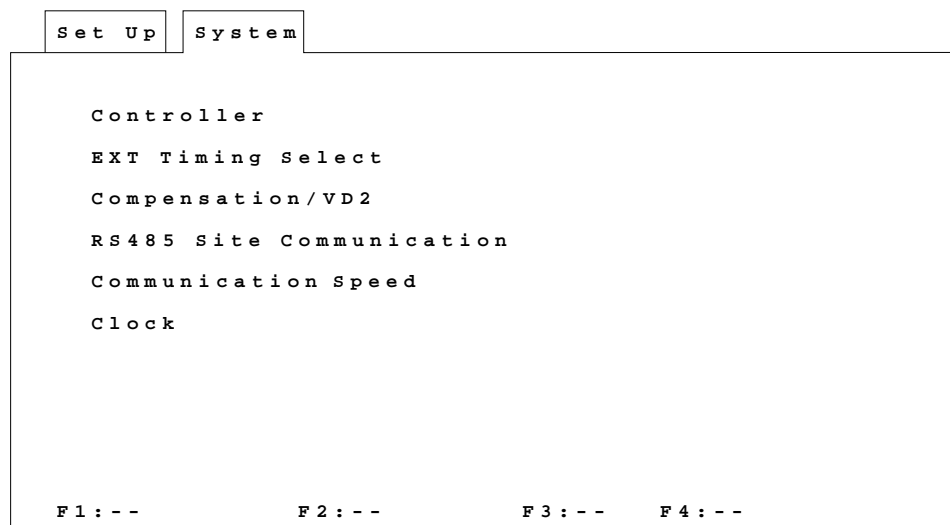 Set Up System
Controller
EXT Timing Select
Compensation/VD2
RS485 Site Communication
Communication Speed
Clock
F1:-- F2:-- F3:-- F4:--